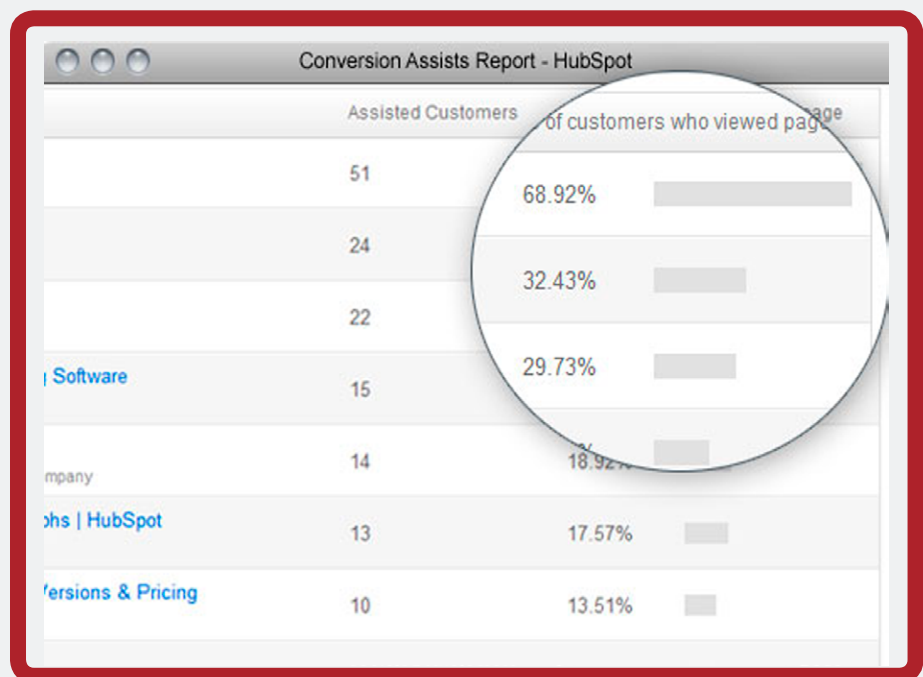 Conversion Assists Report - HubSpot
Assisted Customers
of customers who viewed page
51
68.92%
24
32.43%
22
29.73%
Software
15
14
18.92%
mpany
phs | HubSpot
13
17.57%
Versions & Pricing
10
13.51%